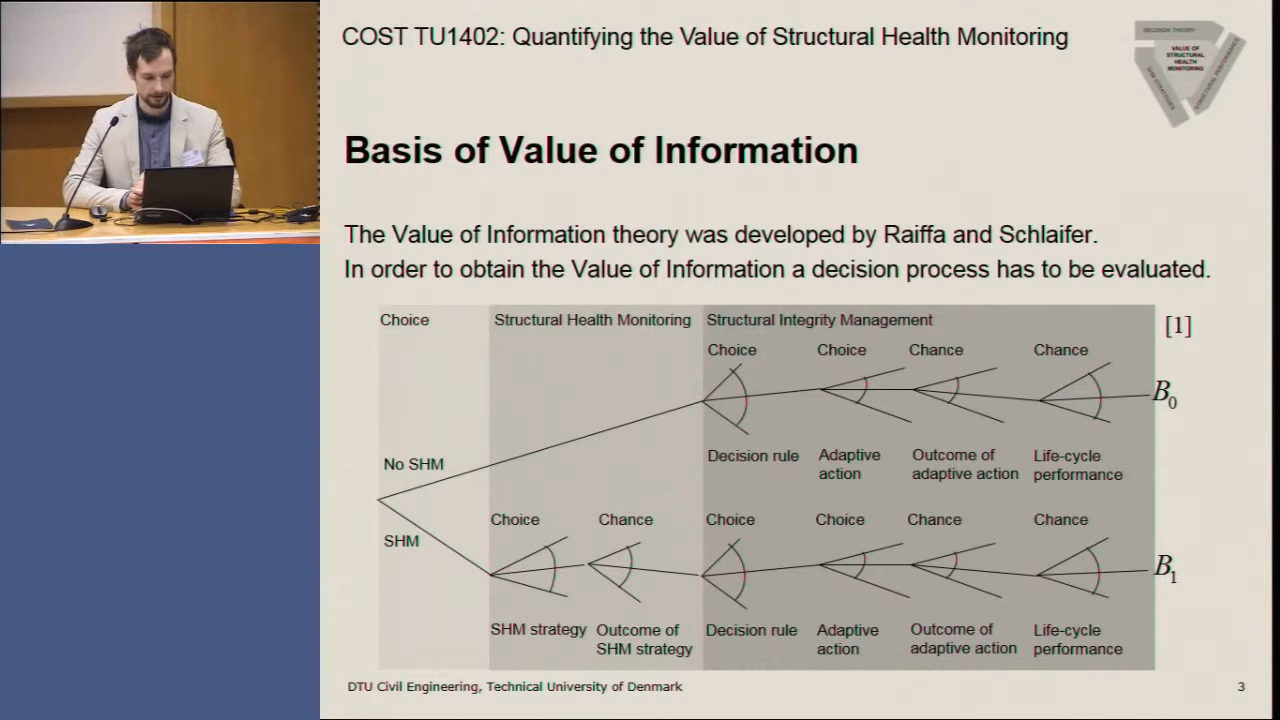 COST TU1402: Quantifying the Value of Structural Health Monitoring
DECISION THEORY
VALUE OF
STRUCTURAL
HEALTH
MONITORING
SHM STRATEGIES
STRUCTURAL PERFORMANCE
Basis of Value of Information
The Value of Information theory was developed by Raiffa and Schlaifer.
In order to obtain the Value of Information a decision process has to be evaluated.
Choice
Structural Health Monitoring
Structural Integrity Management
[1]
Choice
Choice
Chance
Chance
B0
No SHM
Decision rule
Adaptive
action
Outcome of
adaptive action
Life-cycle
performance
SHM
Choice
Chance
Choice
Choice
Chance
Chance
B1
SHM strategy
Outcome of
SHM strategy
Decision rule
Adaptive
action
Outcome of
adaptive action
Life-cycle
performance
DTU Civil Engineering, Technical University of Denmark
3